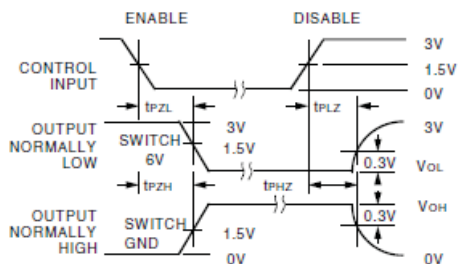 ENABLE DISABLE
3V
CONTROL INPUT
1.5V
0V
tPZL tPLZ
OUTPUT NORMALLY LOW
SWITCH 6V
3V
1.5V
3V
0.3V
VOL
tPZH tPHZ
VOH
0.3V
OUTPUT NORMALLY HIGH
SWITCH GND
1.5V
0V
0V